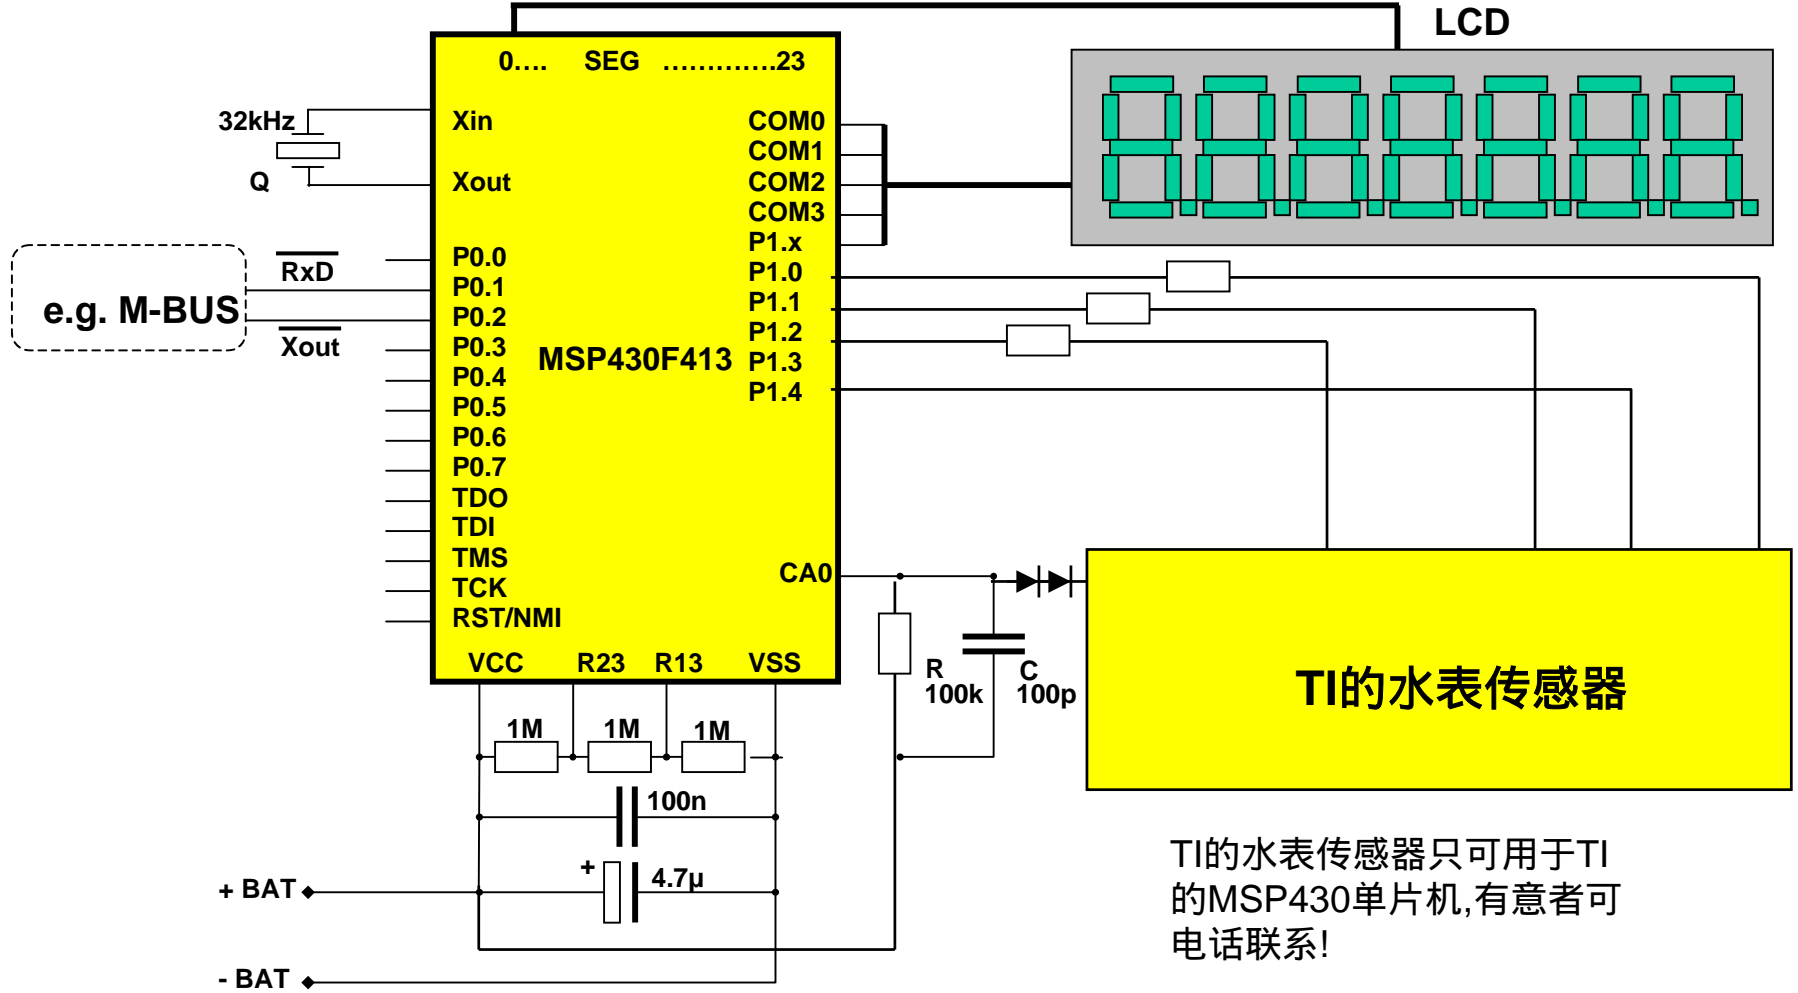 LCD
0.... SEG .............23
32kHz
Q
Xin
Xout
COM0
COM1
COM2
COM3
P1.x
P1.0
P1.1
P1.2
P1.3
P1.4
e.g. M-BUS
RxD
Xout
P0.0
P0.1
P0.2
P0.3
P0.4
P0.5
P0.6
P0.7
TDO
TDI
TMS
TCK
RST/NMI
MSP430F413
CA0
VCC R23 R13 VSS
R
100k
C
100p
TI的水表传感器
1M 1M 1M
100n
+
4.7µ
+ BAT
- BAT
TI的水表传感器只可用于TI
的MSP430单片机,有意者可
电话联系!